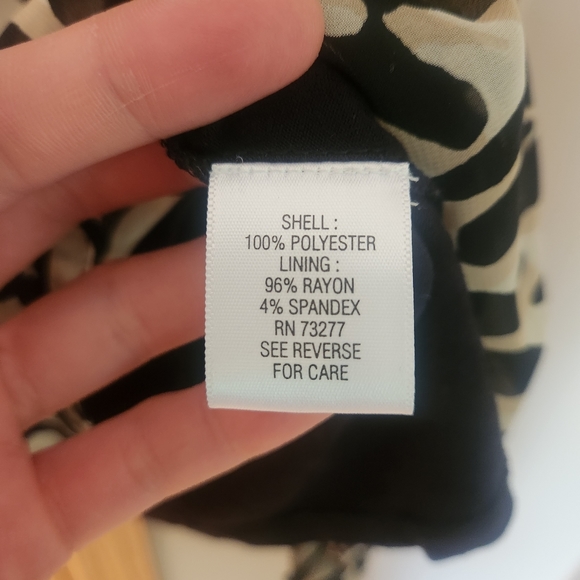 SHELL :
100% POLYESTER
LINING :
96% RAYON
4% SPANDEX
RN 73277
SEE REVERSE
FOR CARE